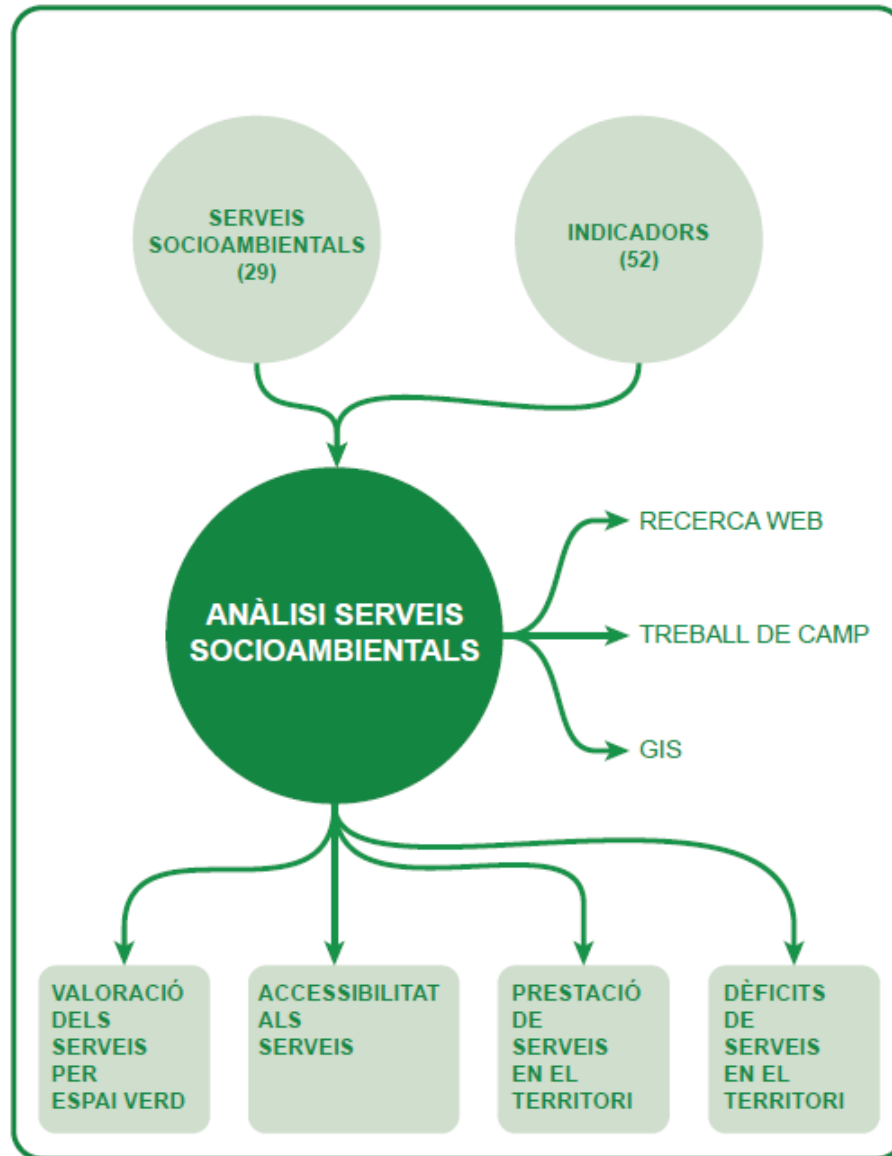 SERVEIS
SOCIOAMBIENTALS
(29)
INDICADORS
(52)
ANÀLISI SERVEIS
SOCIOAMBIENTALS
RECERCA WEB
TREBALL DE CAMP
GIS
VALORACIÓ
DELS
SERVEIS
PER
ESPAI VERD
ACCESSIBILITAT
ALS
SERVEIS
PRESTACIÓ
DE
SERVEIS
EN EL
TERRITORI
DÈFICITS
DE
SERVEIS
EN EL
TERRITORI